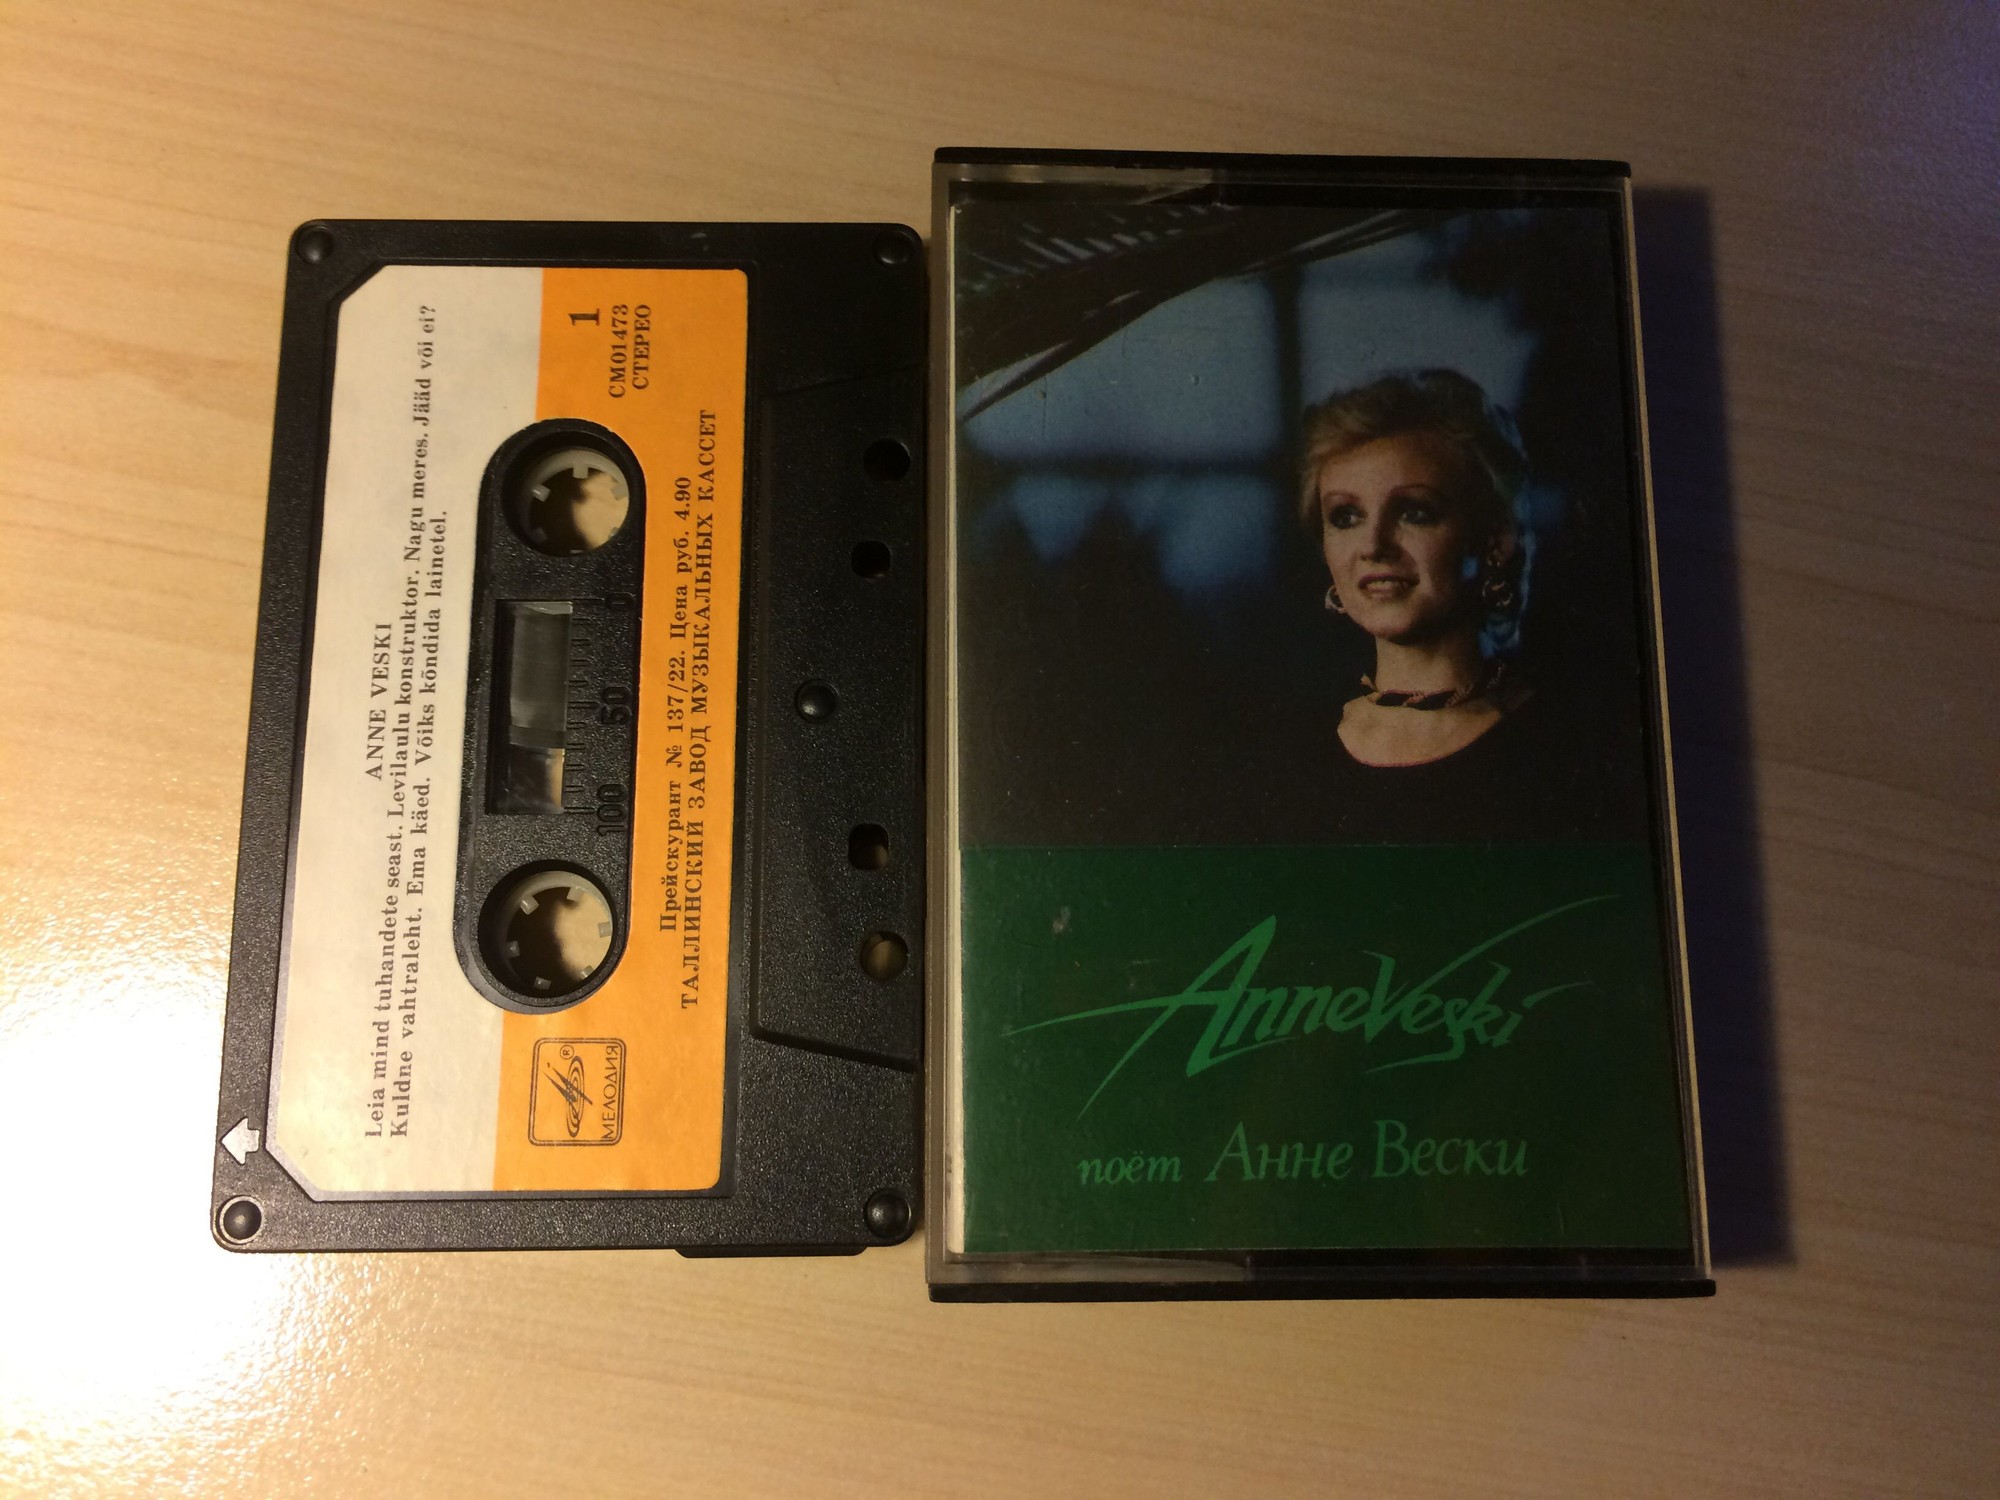 ANNE VESKI
Leia mind tuhandete seast. Levilaulu konstruktor. Nagu meres. Jääd või ei?
Kuldne vahtraleht. Ema käed. Võiks kõndida lainetel.
1
СМ01473
СТЕРЕО
100 50 0
Прейскурант № 137/22. Цена руб. 4.90
ТАЛЛИНСКИЙ ЗАВОД МУЗЫКАЛЬНЫХ КАССЕТ
®
МЕЛОДИЯ
AnneVeski
поёт Анне Вески